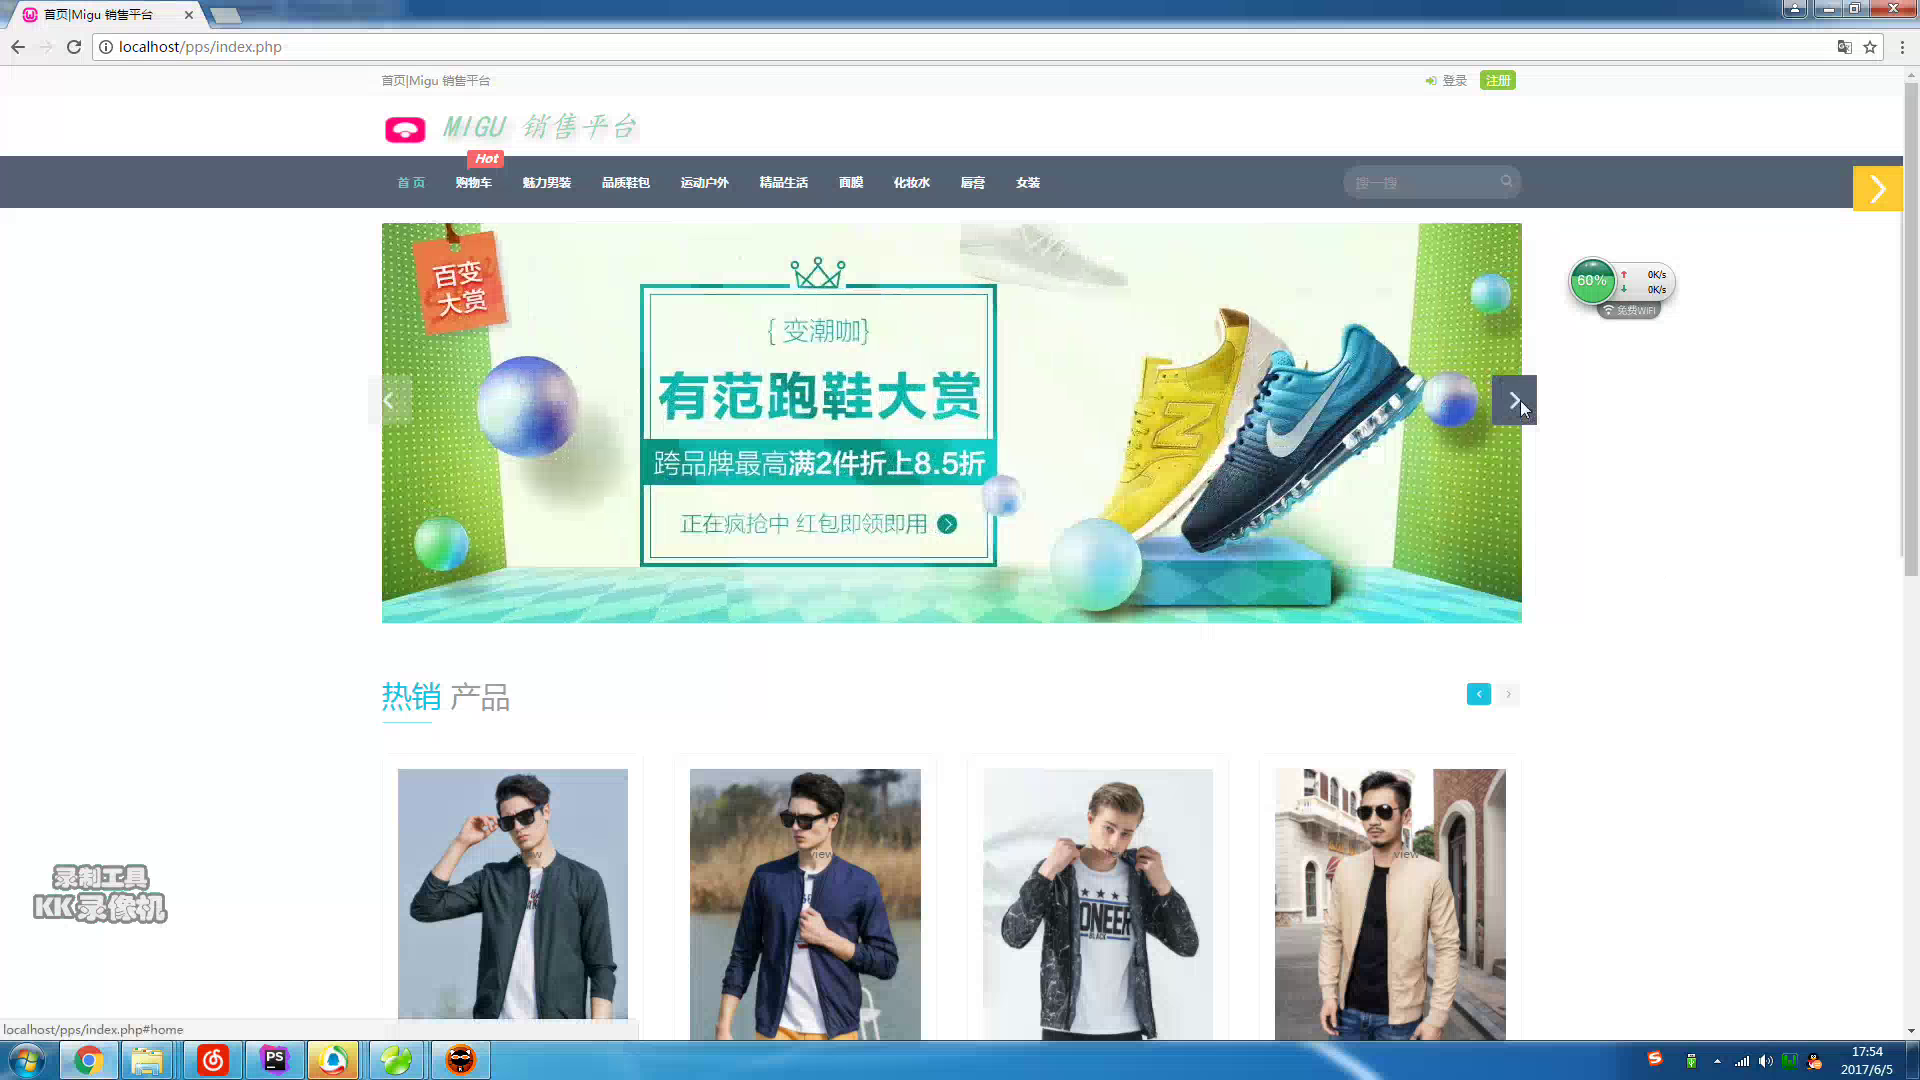 首页|Migu 销售平台
localhost/pps/index.php
首页|Migu 销售平台
登录
注册
MIGU 销售平台
Hot
首页
购物车
魅力男装
品质鞋包
运动户外
精品生活
面膜
化妆水
唇膏
女装
搜一搜
百变
大赏
{变潮咖}
有范跑鞋大赏
跨品牌最高满2件折上8.5折
正在疯抢中 红包即领即用
60%
0K/s
0K/s
免费WiFi
热销 产品
view
view
view
PIONEER
BLACK
录制工具
KK录像机
localhost/pps/index.php#home
PS
17:54
2017/6/5